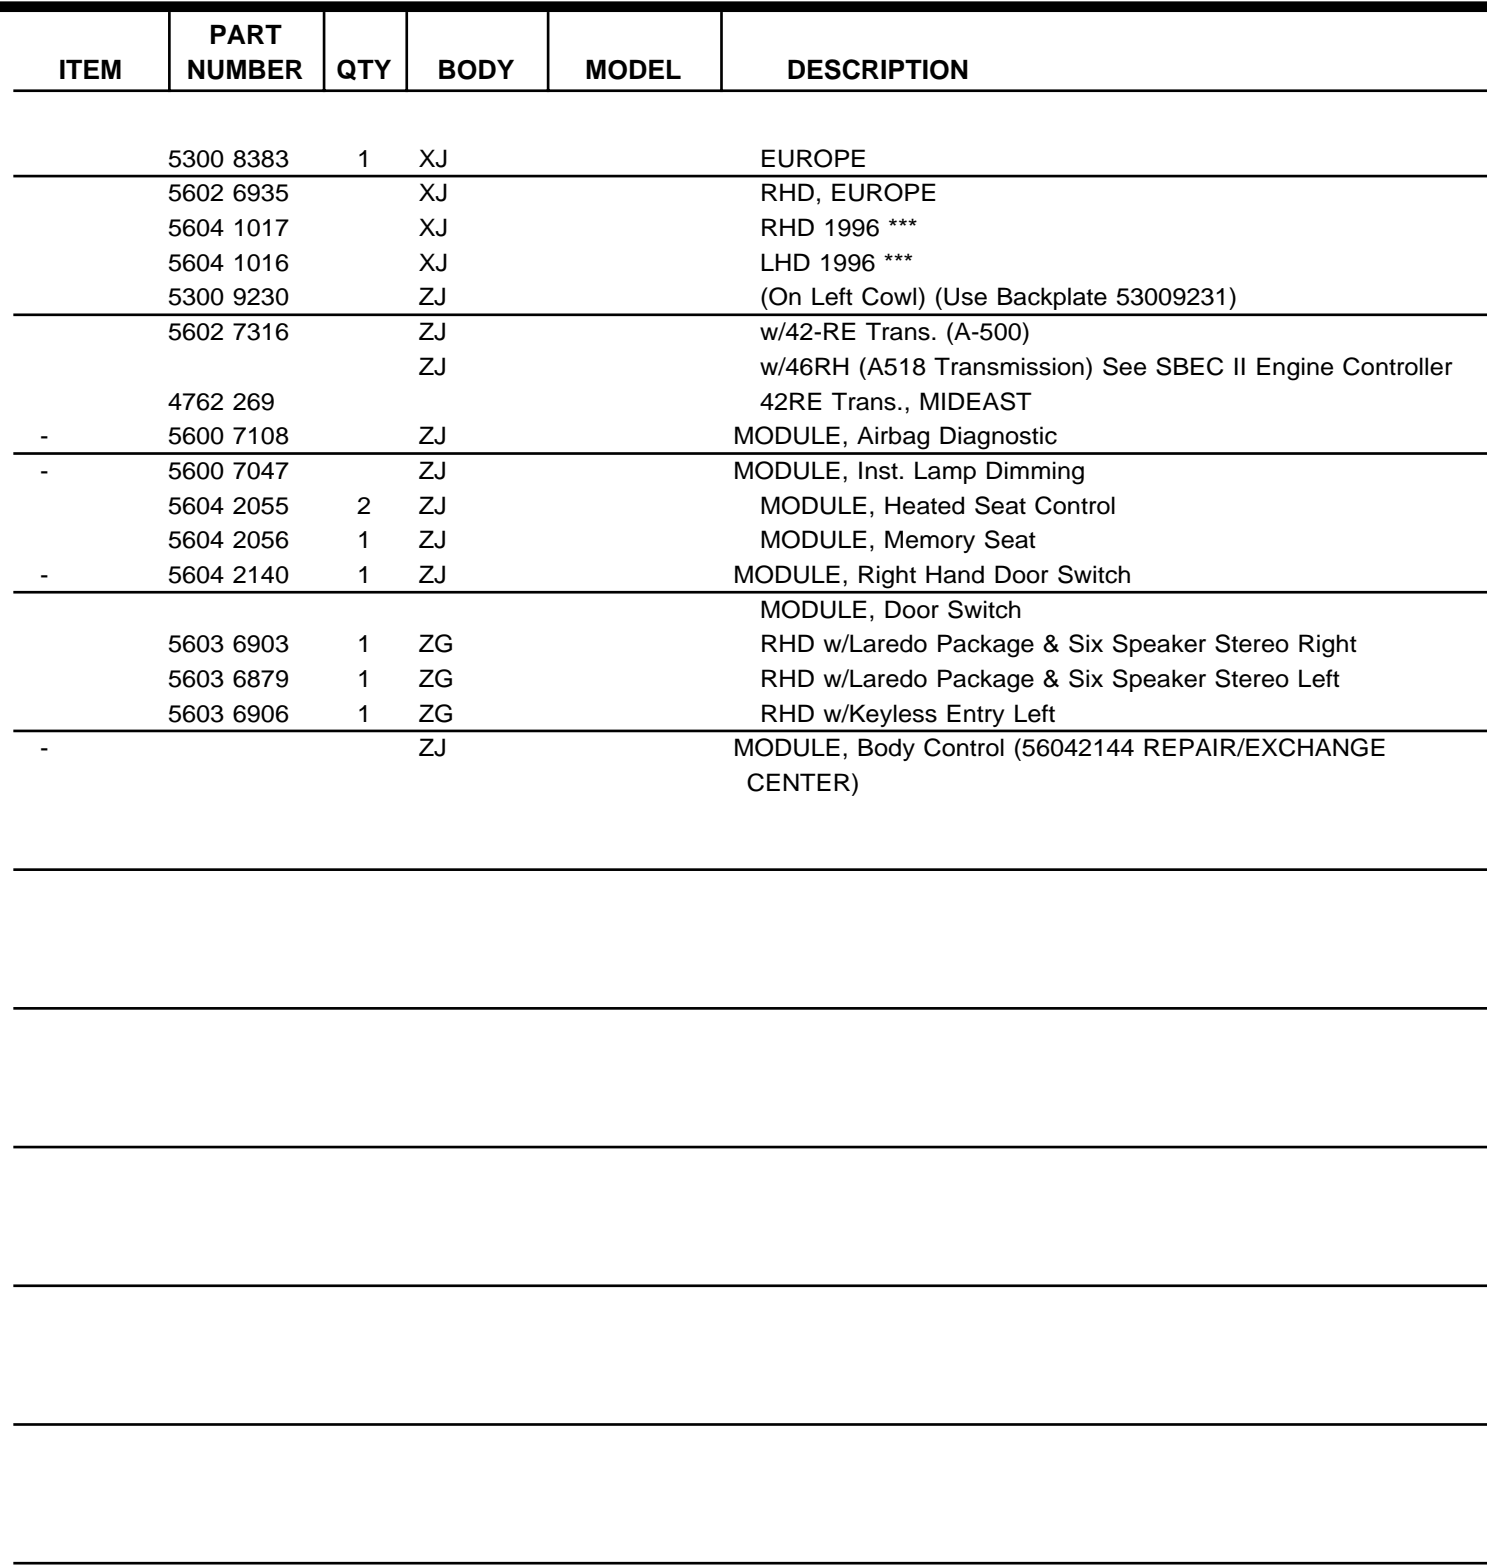 PART
ITEM NUMBER QTY BODY MODEL DESCRIPTION
5300 8383 1 XJ EUROPE
5602 6935 XJ RHD, EUROPE
5604 1017 XJ RHD 1996 ***
5604 1016 XJ LHD 1996 ***
5300 9230 ZJ (On Left Cowl) (Use Backplate 53009231)
5602 7316 ZJ w/42-RE Trans. (A-500)
ZJ w/46RH (A518 Transmission) See SBEC II Engine Controller
4762 269 42RE Trans., MIDEAST
- 5600 7108 ZJ MODULE, Airbag Diagnostic
- 5600 7047 ZJ MODULE, Inst. Lamp Dimming
5604 2055 2 ZJ MODULE, Heated Seat Control
5604 2056 1 ZJ MODULE, Memory Seat
- 5604 2140 1 ZJ MODULE, Right Hand Door Switch
MODULE, Door Switch
5603 6903 1 ZG RHD w/Laredo Package & Six Speaker Stereo Right
5603 6879 1 ZG RHD w/Laredo Package & Six Speaker Stereo Left
5603 6906 1 ZG RHD w/Keyless Entry Left
- ZJ MODULE, Body Control (56042144 REPAIR/EXCHANGE
CENTER)